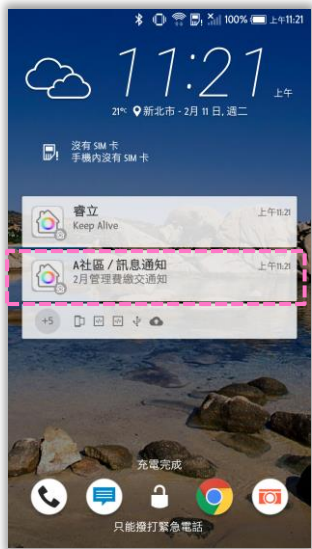 100% 上午11:21
11:21 上午
21°C 新北市 - 2月 11 日, 週二
沒有 SIM 卡
手機內沒有 SIM 卡
睿立 上午11:21
Keep Alive
A社區 / 訊息通知 上午11:21
2月管理費繳交通知
+5
充電完成
只能撥打緊急電話